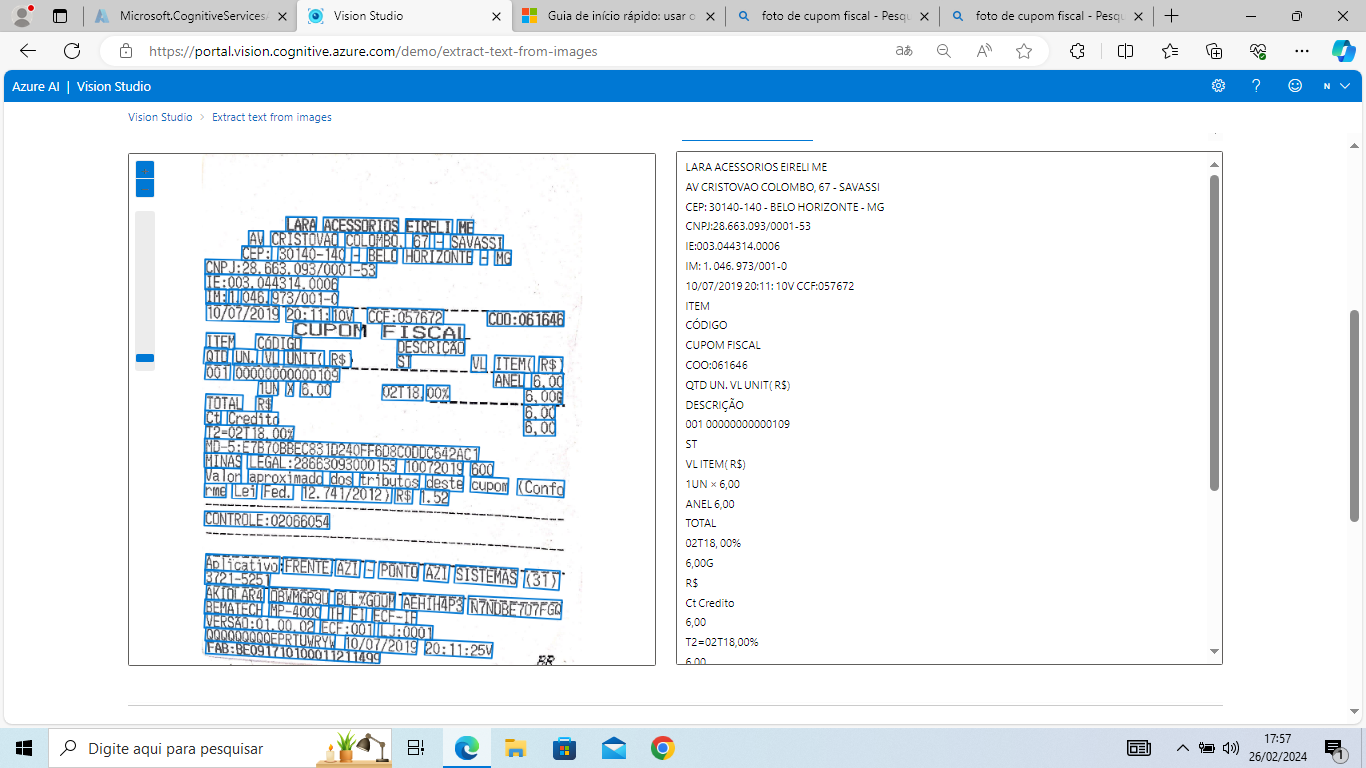 Microsoft.CognitiveServices
Vision Studio
Guia de início rápido: usar o
foto de cupom fiscal - Pesqu
foto de cupom fiscal - Pesqu
https://portal.vision.cognitive.azure.com/demo/extract-text-from-images
Azure AI | Vision Studio
N
Vision Studio > Extract text from images
LARA ACESSORIOS EIRELI ME
AV CRISTOVAO COLOMBO, 67 - SAVASSI
CEP: 30140-140 - BELO HORIZONTE - MG
CNPJ:28.663.093/0001-53
IE:003.044314.0006
IM:1.046.973/001-0
10/07/2019 20:11:10V CCF:057672 COO:061646
CUPOM FISCAL
ITEM CÓDIGO DESCRIÇÃO
QTD UN. VL UNIT( R$) ST VL ITEM( R$)
001 00000000000109 ANEL 6,00
1UN X 6,00 02T18,00% 6,00G
TOTAL R$ 6,00
Ct Credito 6,00
T2=02T18,00%
MD-5:E7B70BBEC831D240FF6D8C0DDC642AC1
MINAS LEGAL:28663093000153 10072019 600
Valor aproximado dos tributos deste cupom (Confo
rme Lei Fed. 12.741/2012) R$ 1.52
CONTROLE:02066054
Aplicativo:FRENTE AZI - PONTO AZI SISTEMAS (31)
3721-5251
BEMATECH MP-4000 TH FI ECF-IF
VERSÃO:01.00.02 ECF:001 LJ:0001
QQQQQQQQQEPRTUWRYW 10/07/2019 20:11:25V
FAB:BE091710100011211499
BR
LARA ACESSORIOS EIRELI ME
AV CRISTOVAO COLOMBO, 67 - SAVASSI
CEP: 30140-140 - BELO HORIZONTE - MG
CNPJ:28.663.093/0001-53
IE:003.044314.0006
IM: 1. 046. 973/001-0
10/07/2019 20:11: 10V CCF:057672
ITEM
CÓDIGO
CUPOM FISCAL
COO:061646
QTD UN. VL UNIT( R$)
DESCRIÇÃO
001 00000000000109
ST
VL ITEM( R$)
1UN × 6,00
ANEL 6,00
TOTAL
02T18, 00%
6,00G
R$
Ct Credito
6,00
T2=02T18,00%
6,00
Digite aqui para pesquisar
17:57
26/02/2024
1